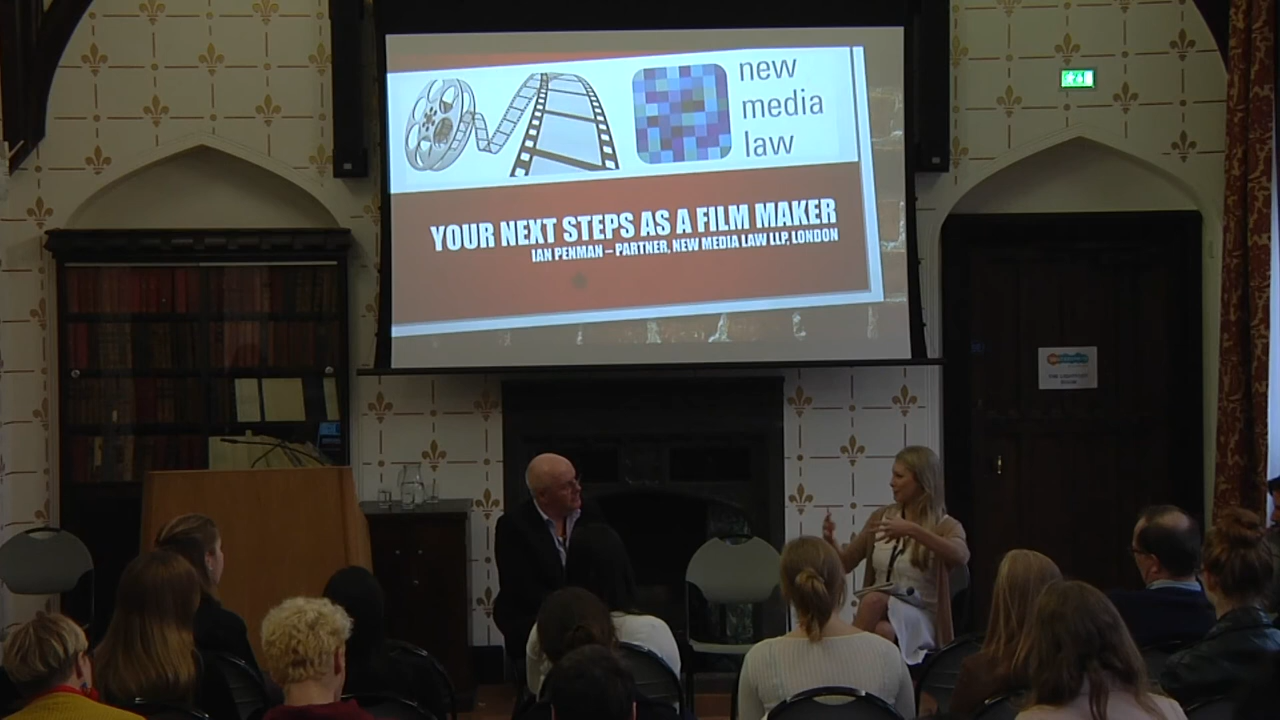 new
media
law
YOUR NEXT STEPS AS A FILM MAKER
IAN PENMAN – PARTNER, NEW MEDIA LAW LLP, LONDON